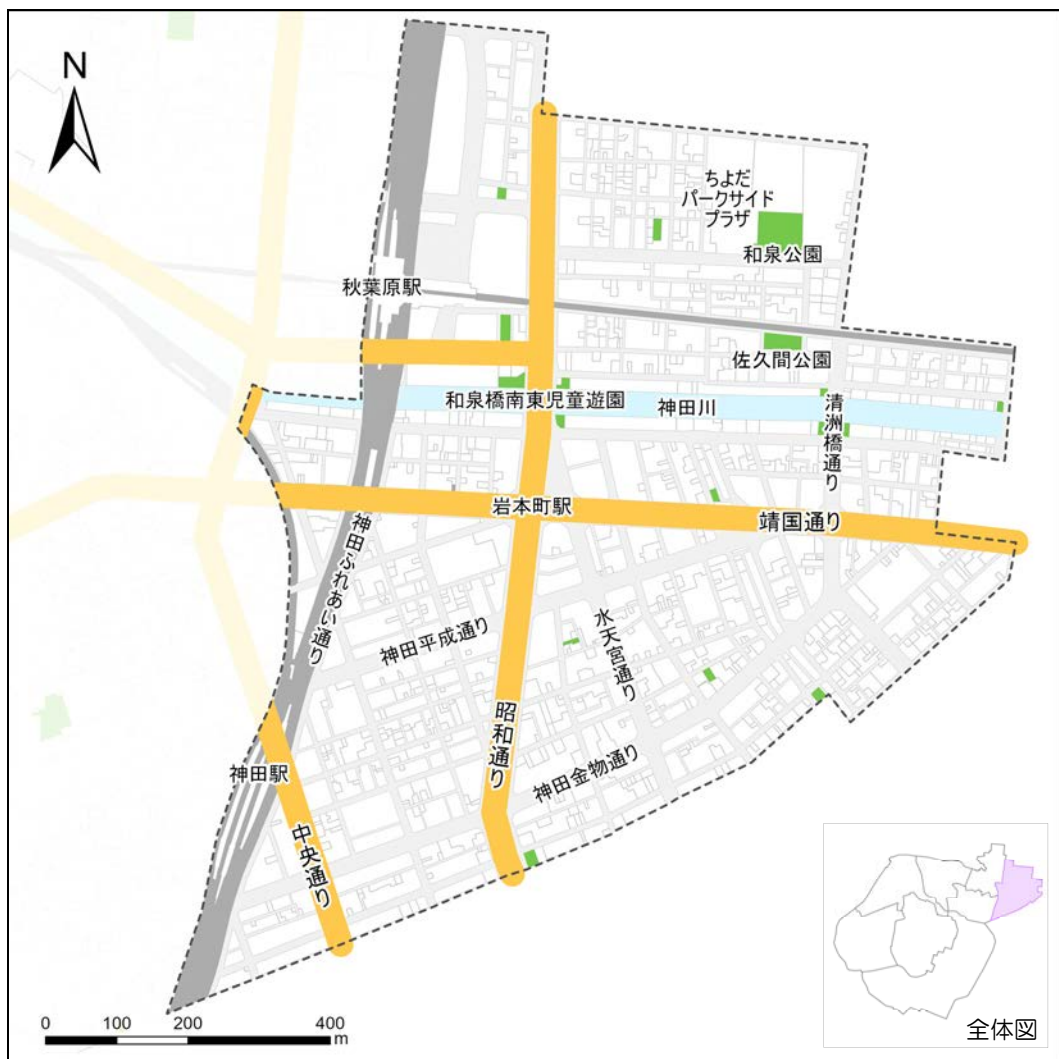 N
ちよだ
パークサイド
プラザ
和泉公園
秋葉原駅
佐久間公園
和泉橋南東児童遊園
神田川
清洲橋通り
岩本町駅
靖国通り
神田ふれあい通り
神田平成通り
水天宮通り
昭和通り
神田金物通り
神田駅
中央通り
0 100 200 400
m
全体図